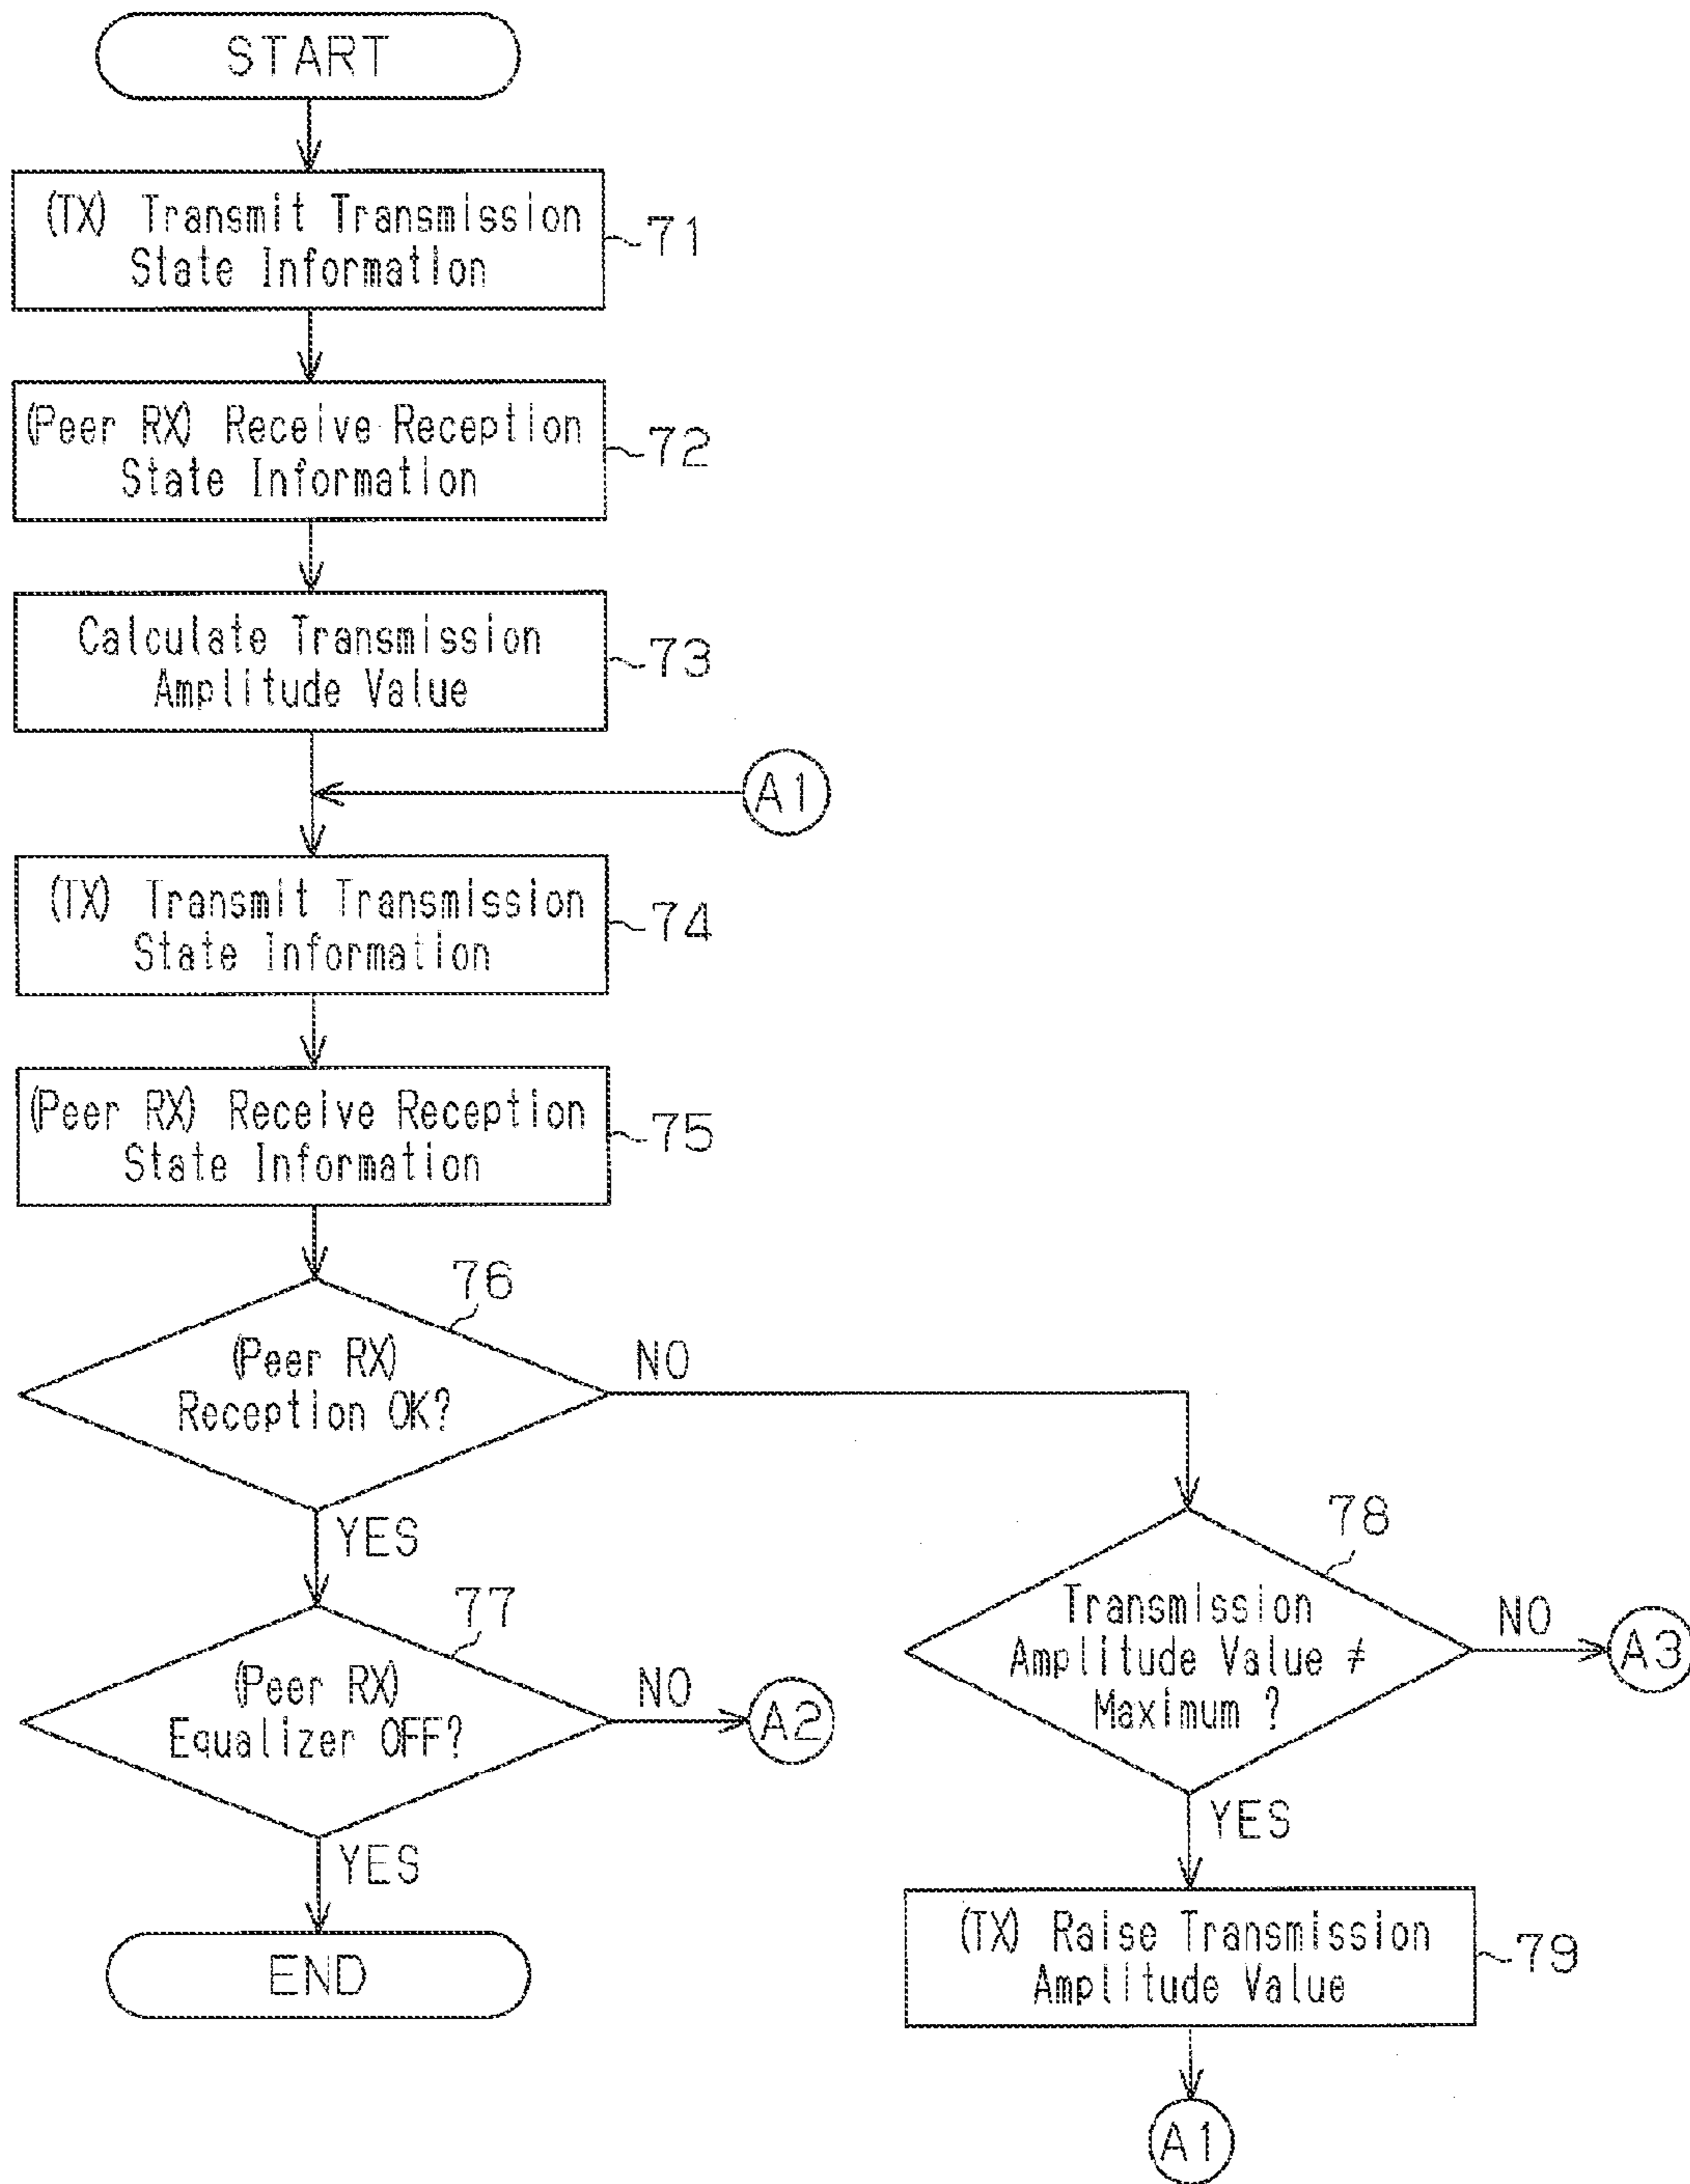 START
(TX) Transmit Transmission
State Information
71
(Peer RX) Receive Reception
State Information
72
Calculate Transmission
Amplitude Value
73
A1
(TX) Transmit Transmission
State Information
74
(Peer RX) Receive Reception
State Information
75
76
(Peer RX)
Reception OK?
NO
YES
77
(Peer RX)
Equalizer OFF?
NO
A2
YES
END
78
Transmission
Amplitude Value ≠
Maximum ?
NO
A3
YES
(TX) Raise Transmission
Amplitude Value
79
A1